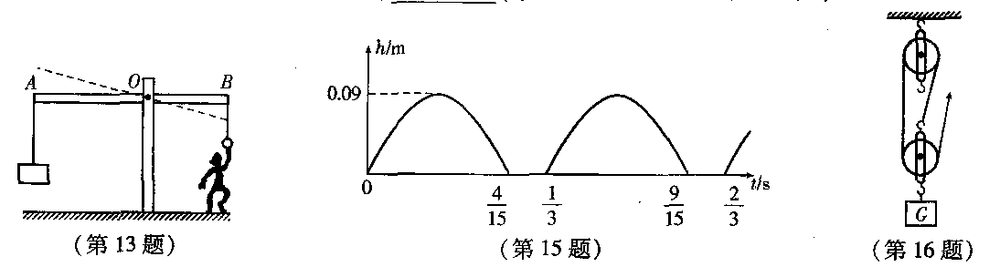 A O B
(第 13 题)
h/m
0.09
0 4/15 1/3 9/15 2/3 t/s
(第 15 题)
G
(第 16 题)